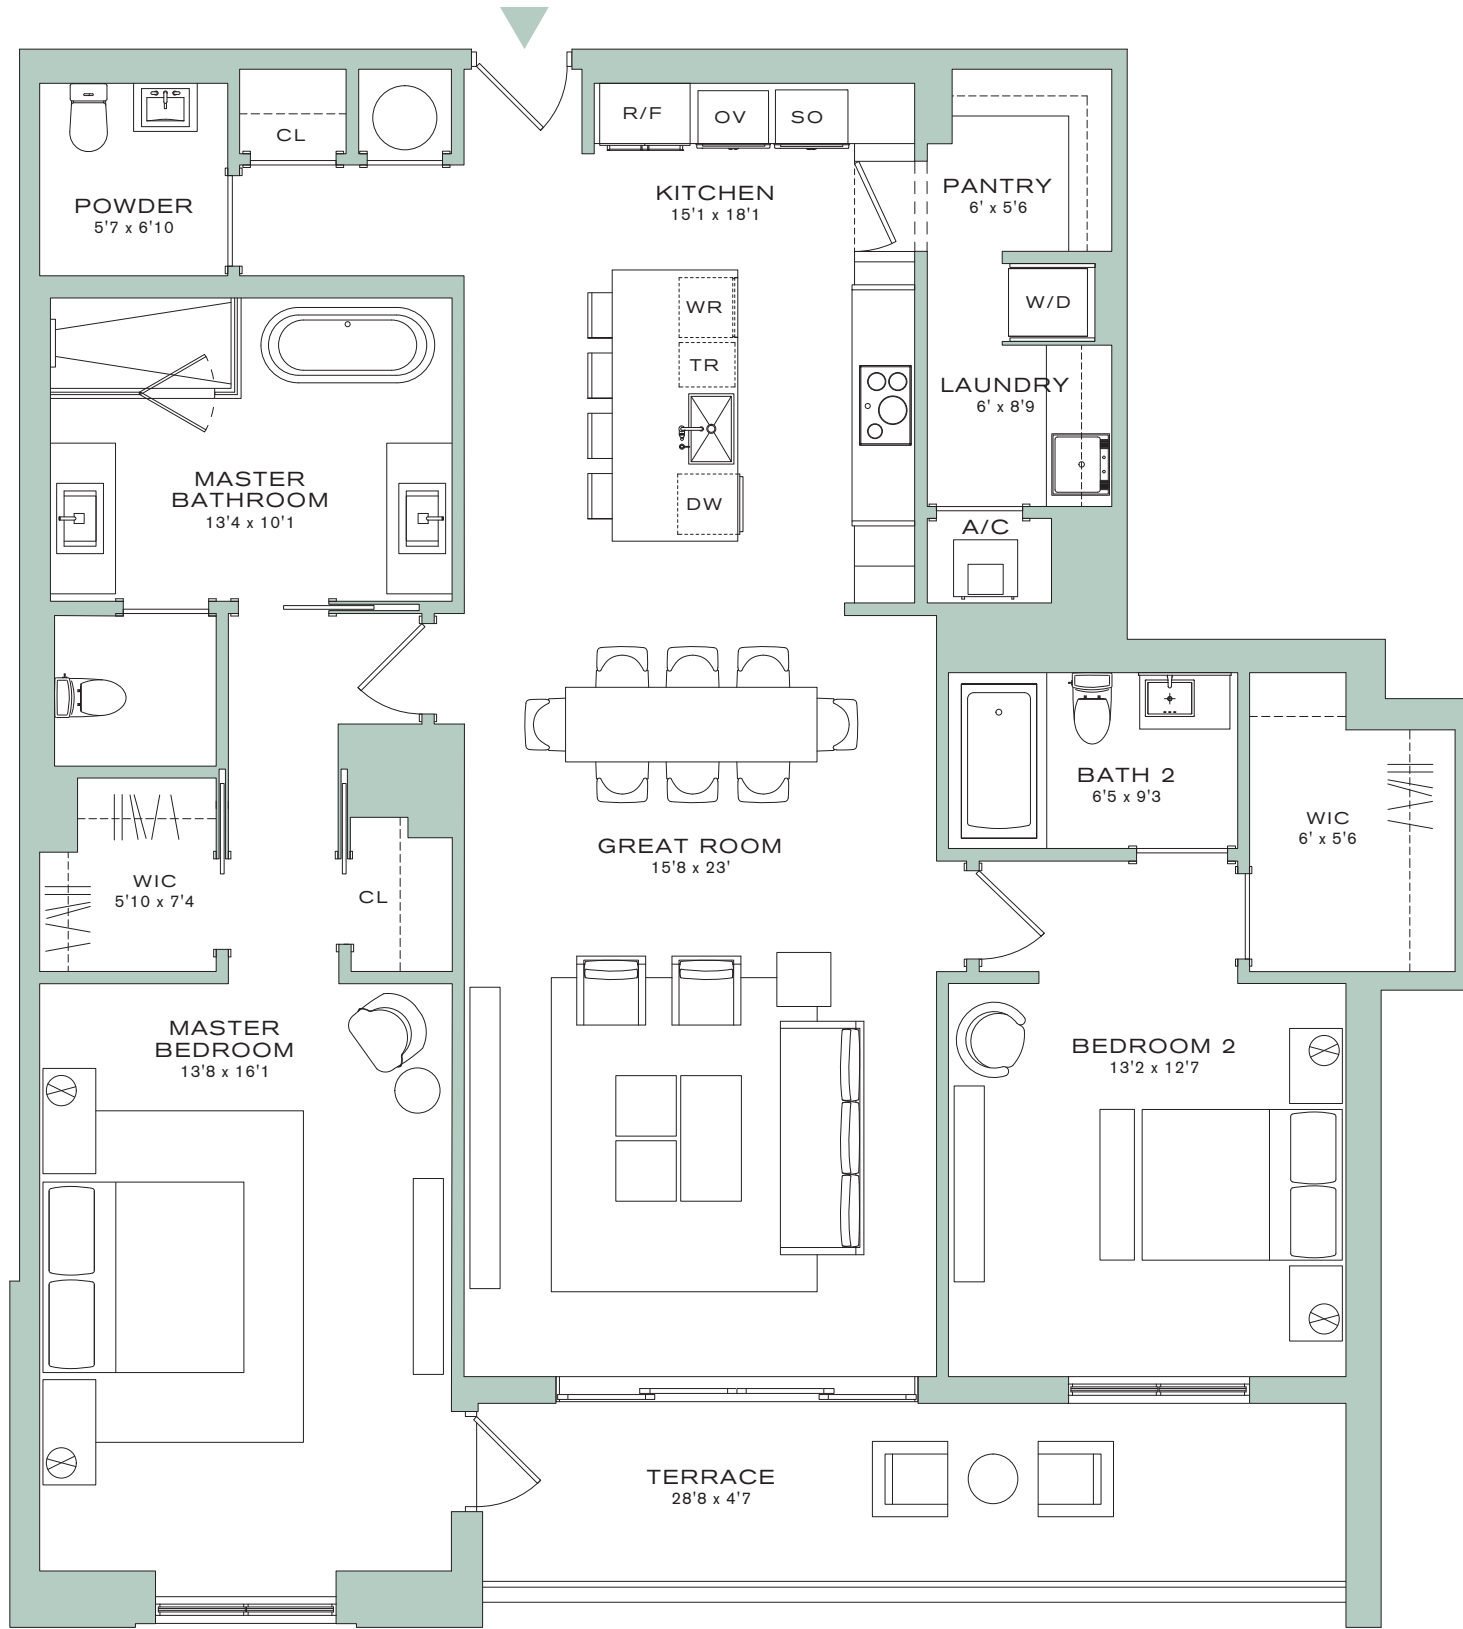 CL
R/F
OV
SO
POWDER
5'7 x 6'10
KITCHEN
15'1 x 18'1
PANTRY
6' x 5'6
WR
W/D
TR
LAUNDRY
6' x 8'9
MASTER
BATHROOM
13'4 x 10'1
DW
A/C
BATH 2
6'5 x 9'3
GREAT ROOM
15'8 x 23'
WIC
6' x 5'6
WIC
5'10 x 7'4
CL
MASTER
BEDROOM
13'8 x 16'1
BEDROOM 2
13'2 x 12'7
TERRACE
28'8 x 4'7